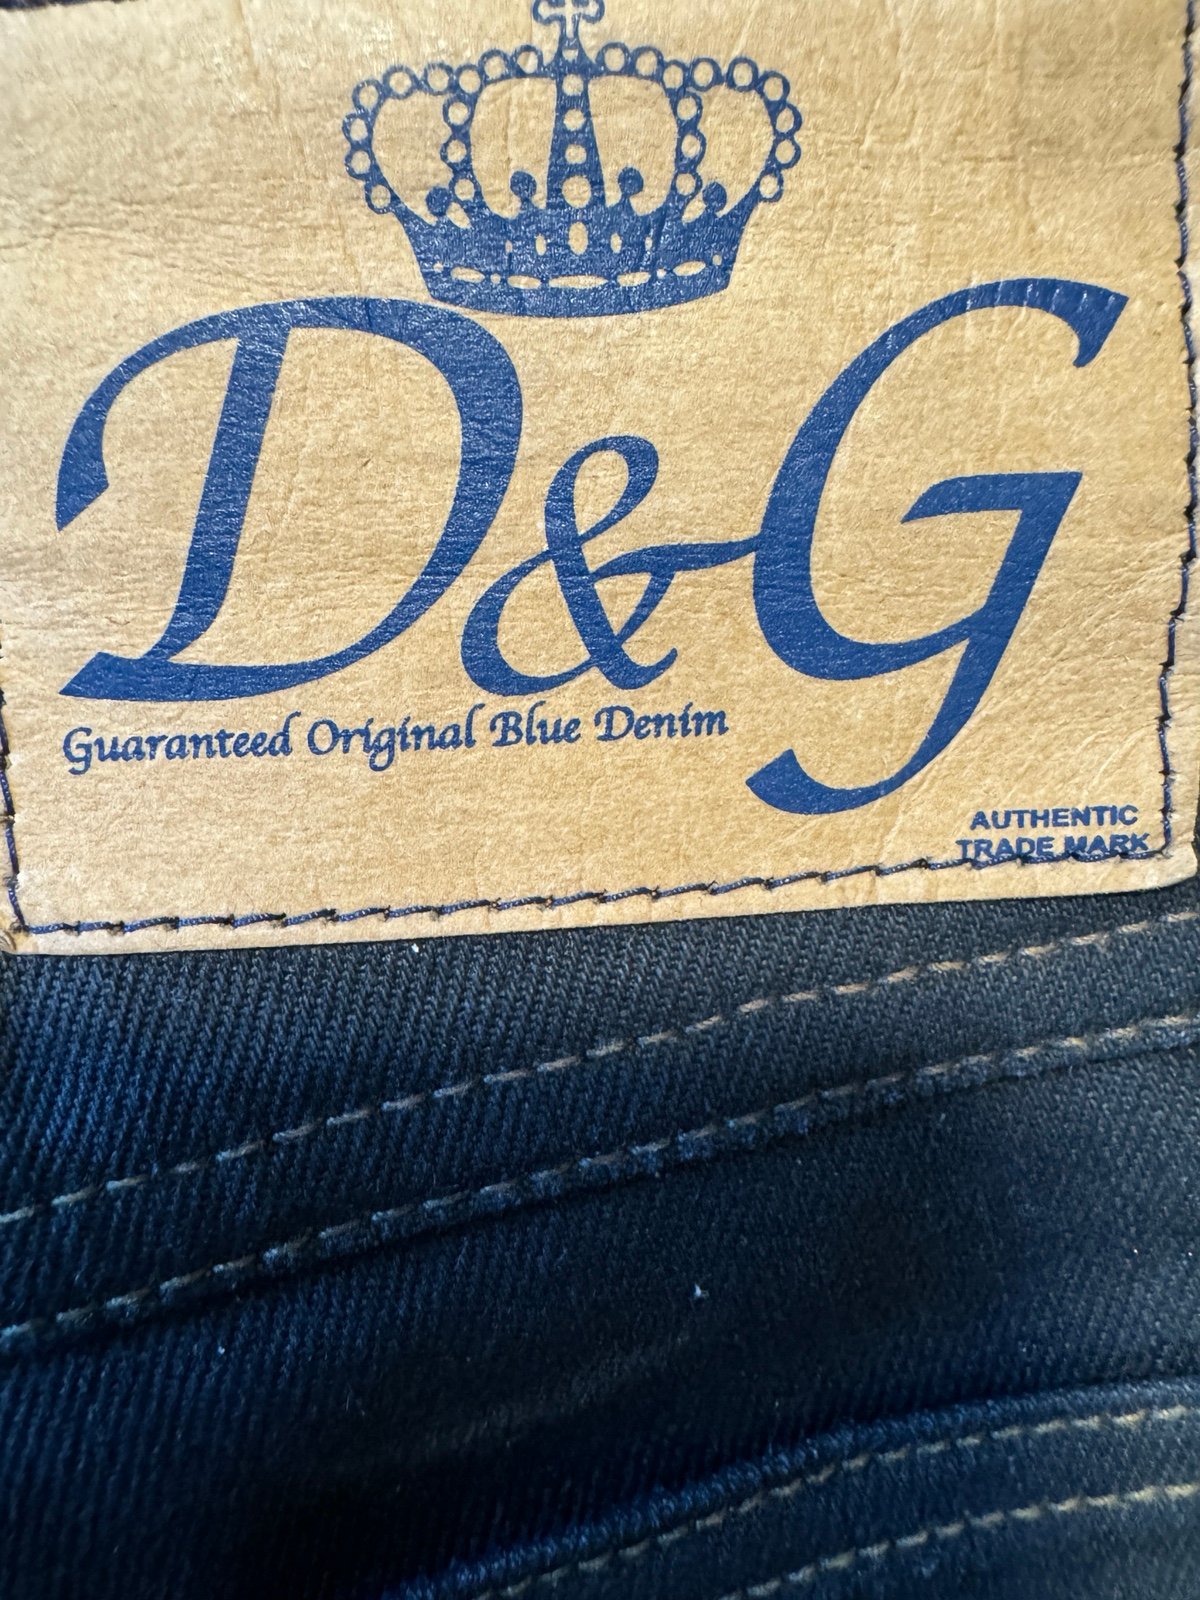 D&G
Guaranteed Original Blue Denim
AUTHENTIC
TRADE MARK